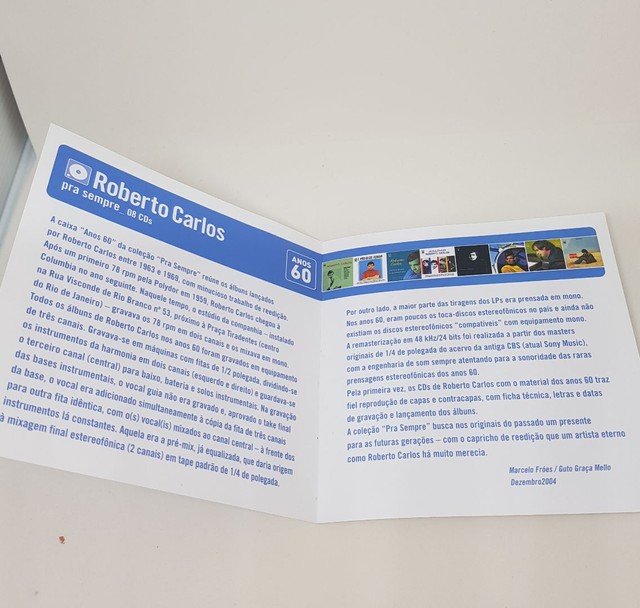 Roberto Carlos
pra sempre_ 08 CDs
ANOS
60
A caixa "Anos 60" da coleção "Pra Sempre" reúne os álbuns lançados
por Roberto Carlos entre 1963 e 1969, com minucioso trabalho de reedição.
Após um primeiro 78 rpm pela Polydor em 1959, Roberto Carlos chegou à
Columbia no ano seguinte. Naquele tempo, o estúdio da companhia – instalado
na Rua Visconde de Rio Branco nº 53, próximo à Praça Tiradentes (centro
do Rio de Janeiro) – gravava os 78 rpm em dois canais e os mixava em mono.
Todos os álbuns de Roberto Carlos nos anos 60 foram gravados em equipamento
de três canais. Gravava-se em máquinas com fitas de 1/2 polegada, dividindo-se
os instrumentos da harmonia em dois canais (esquerdo e direito) e guardava-se
o terceiro canal (central) para baixo, bateria e solos instrumentais. Na gravação
das bases instrumentais, o vocal guia não era gravado e, aprovado o take final
da base, o vocal era adicionado simultaneamente à cópia da fita de três canais
para outra fita idêntica, com o(s) vocal(is) mixados ao canal central – à frente dos
instrumentos lá constantes. Aquela era a pré-mix, já equalizada, que daria origem
à mixagem final estereofônica (2 canais) em tape padrão de 1/4 de polegada.
Por outro lado, a maior parte das tiragens dos LPs era prensada em mono.
Nos anos 60, eram poucos os toca-discos estereofônicos no país e ainda não
existiam os discos estereofônicos "compatíveis" com equipamento mono.
A remasterização em 48 kHz/24 bits foi realizada a partir dos masters
originais de 1/4 de polegada do acervo da antiga CBS (atual Sony Music),
com a engenharia de som sempre atentando para a sonoridade das raras
prensagens estereofônicas dos anos 60.
Pela primeira vez, os CDs de Roberto Carlos com o material dos anos 60 traz
fiel reprodução de capas e contracapas, com ficha técnica, letras e datas
de gravação e lançamento dos álbuns.
A coleção "Pra Sempre" busca nos originais do passado um presente
para as futuras gerações – com o capricho de reedição que um artista eterno
como Roberto Carlos há muito merecia.
Marcelo Fróes / Guto Graça Mello
Dezembro2004